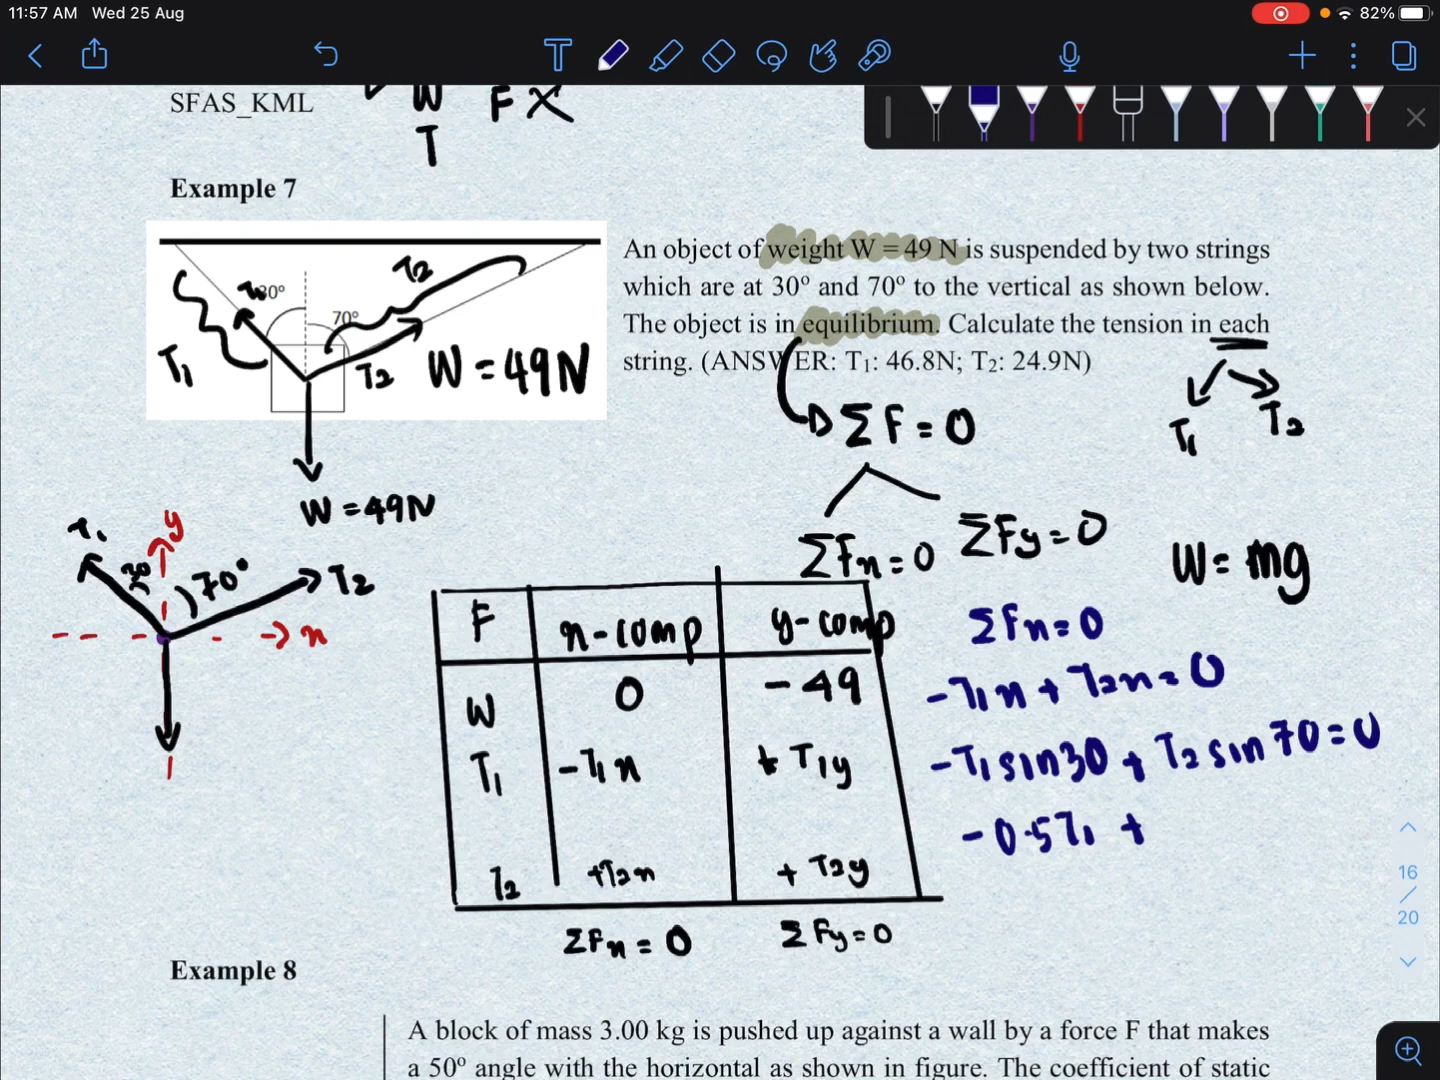 11:57 AM Wed 25 Aug
82%
SFAS_KML
W F X
T
Example 7
An object of weight W = 49 N is suspended by two strings
which are at 30° and 70° to the vertical as shown below.
The object is in equilibrium. Calculate the tension in each
string. (ANSWER: T1: 46.8N; T2: 24.9N)
T2
30°
70°
T1
T2
W = 49N
W = 49N
ΣF = 0
T1
T2
ΣFx = 0
ΣFy = 0
W = mg
T1
y
30
70°
T2
x
F
x-comp
y-comp
W
0
- 49
T1
- T1x
+ T1y
T2
+T2x
+ T2y
ΣFx = 0
ΣFy = 0
ΣFx = 0
-T1x + T2x = 0
-T1 sin30 + T2 sin 70 = 0
- 0.5T1 +
16
/
20
Example 8
A block of mass 3.00 kg is pushed up against a wall by a force F that makes
a 50° angle with the horizontal as shown in figure. The coefficient of static